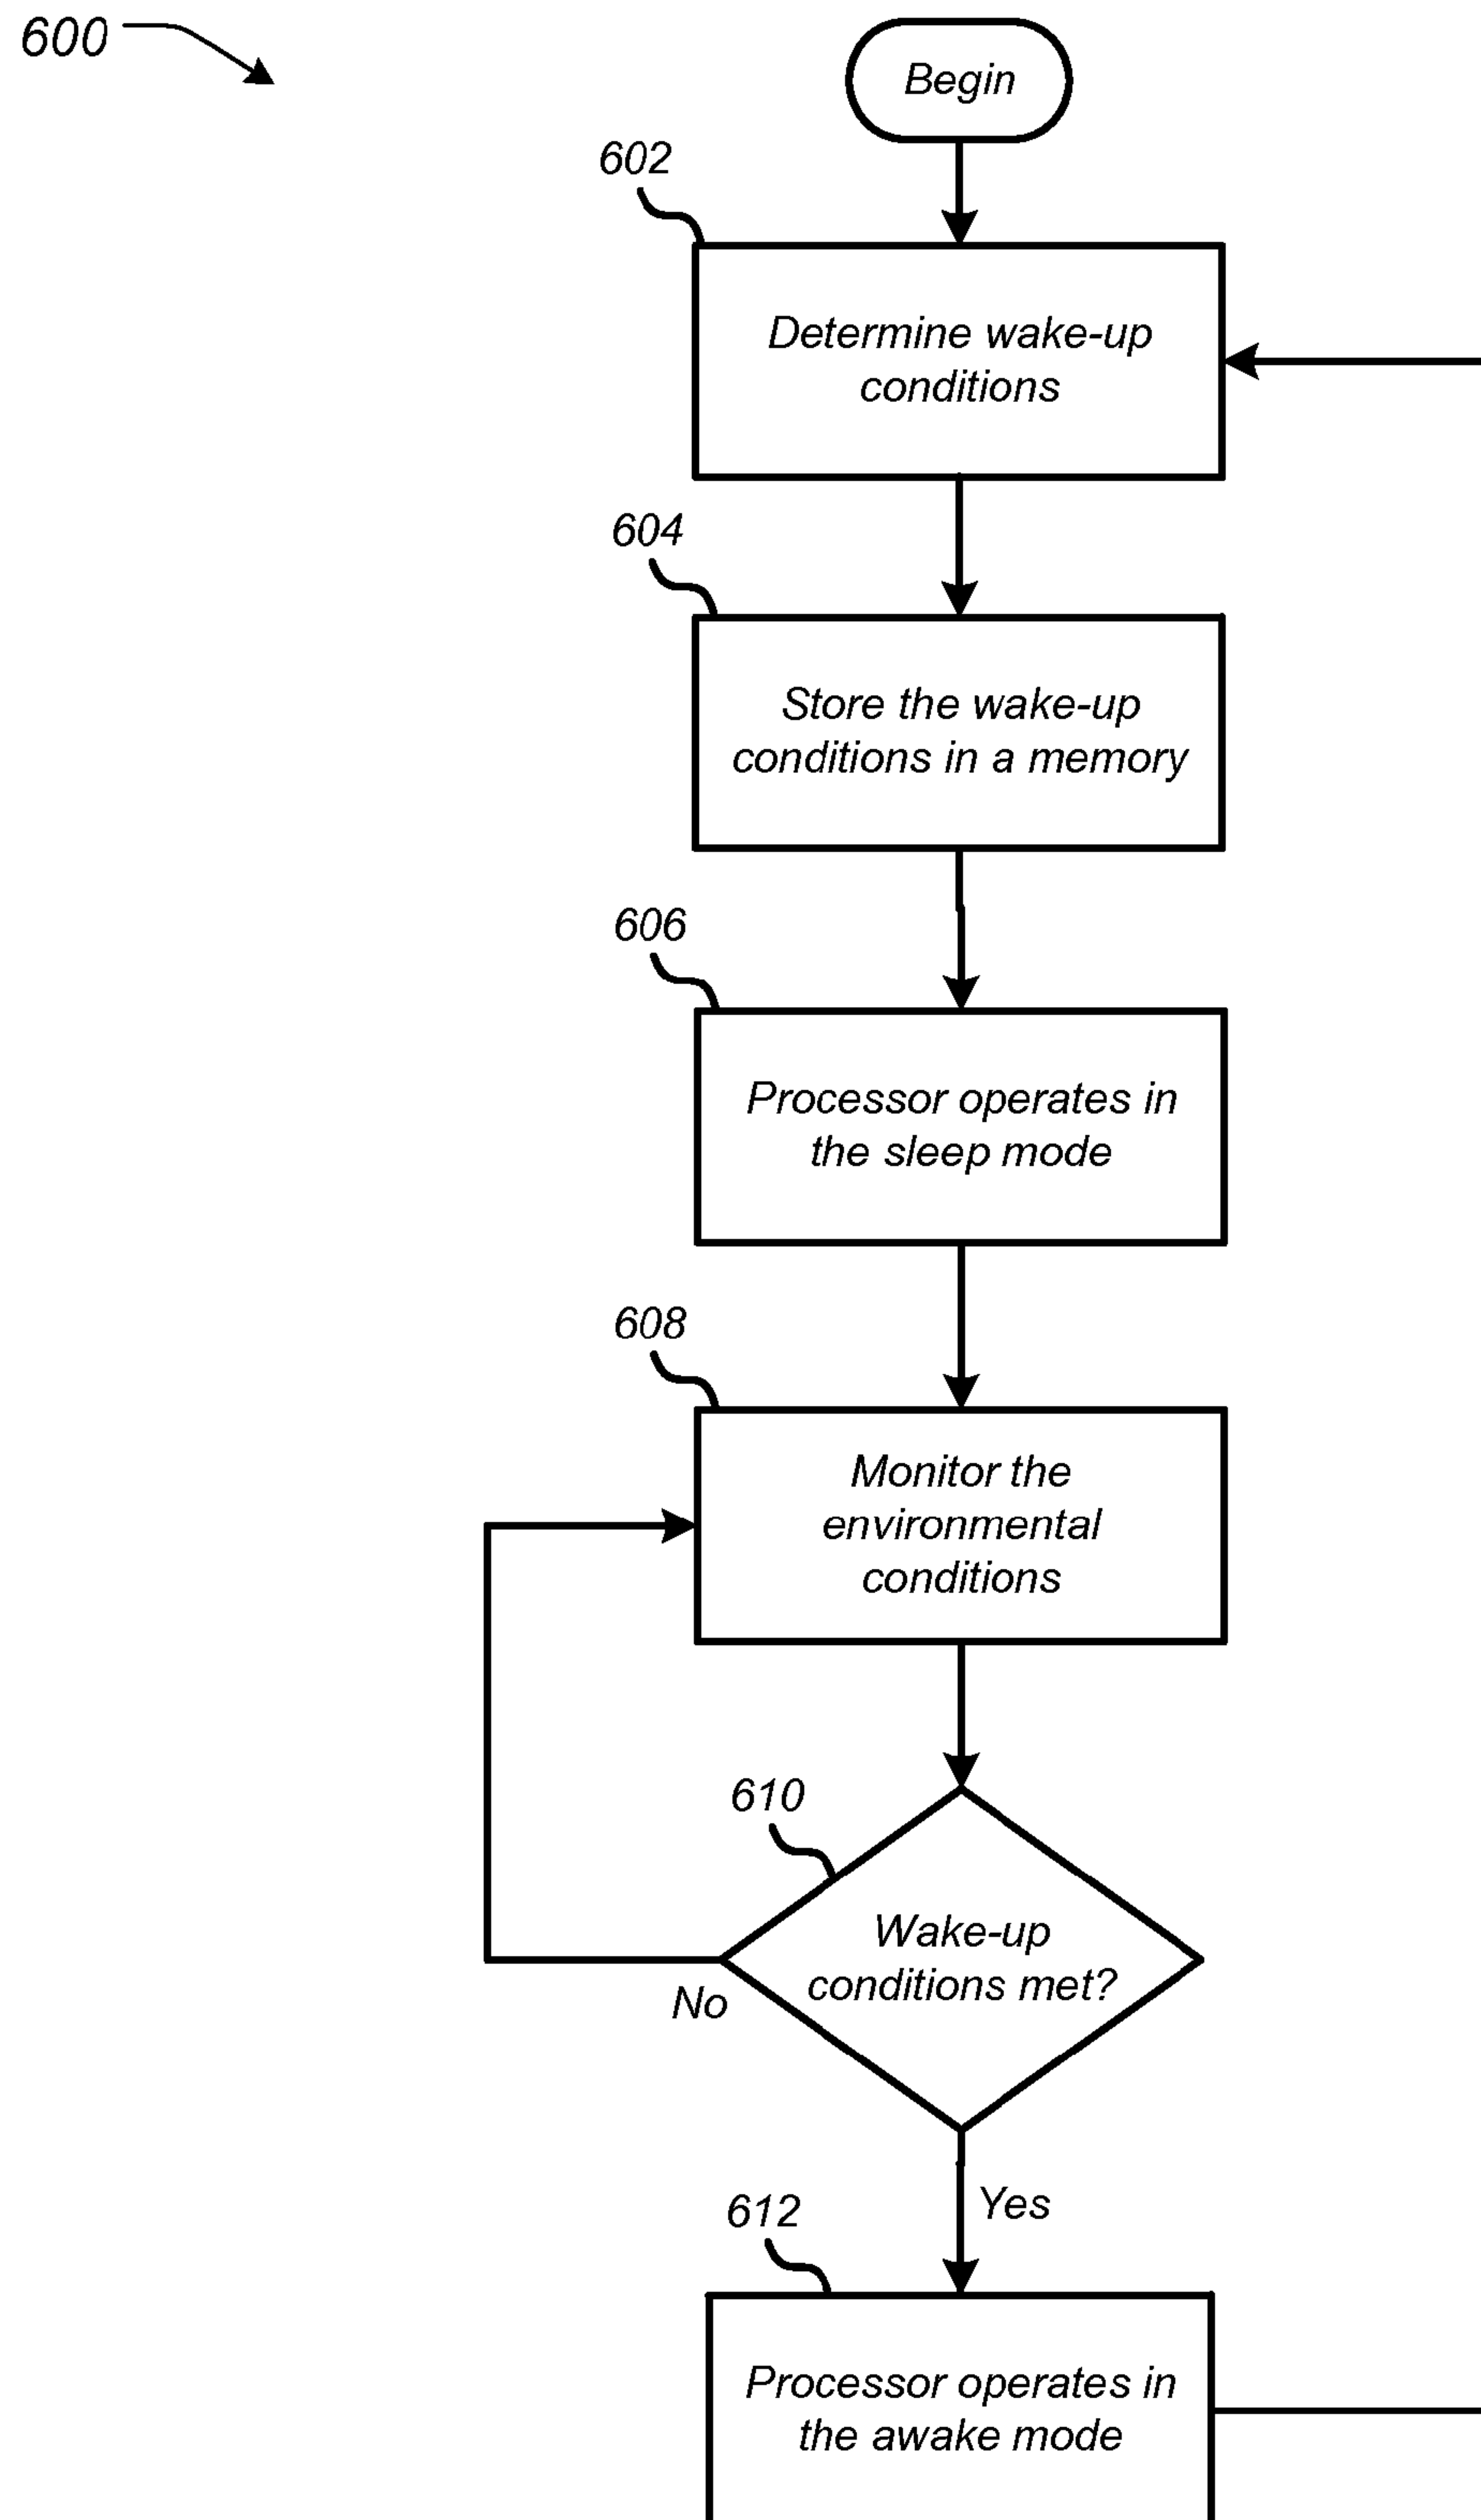 600
Begin
602
Determine wake-up
conditions
604
Store the wake-up
conditions in a memory
606
Processor operates in
the sleep mode
608
Monitor the
environmental
conditions
610
Wake-up
conditions met?
No
Yes
612
Processor operates in
the awake mode